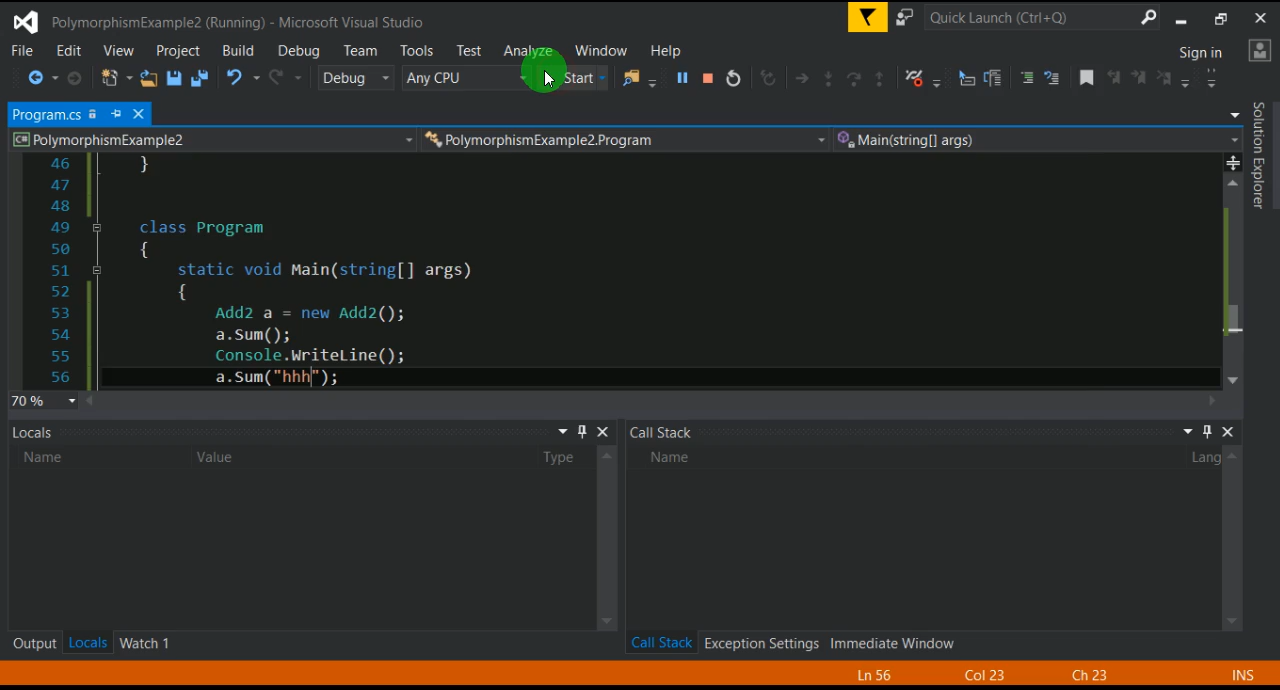 PolymorphismExample2 (Running) - Microsoft Visual Studio
Quick Launch (Ctrl+Q)
File Edit View Project Build Debug Team Tools Test Analyze Window Help
Sign in
Debug Any CPU Start
Program.cs
Solution Explorer
C# PolymorphismExample2 PolymorphismExample2.Program Main(string[] args)
46 }
47
48
49 class Program
50 {
51 static void Main(string[] args)
52 {
53 Add2 a = new Add2();
54 a.Sum();
55 Console.WriteLine();
56 a.Sum("hhh");
70 %
Locals
Name Value Type
Call Stack
Name Lang
Output Locals Watch 1
Call Stack Exception Settings Immediate Window
Ln 56 Col 23 Ch 23 INS